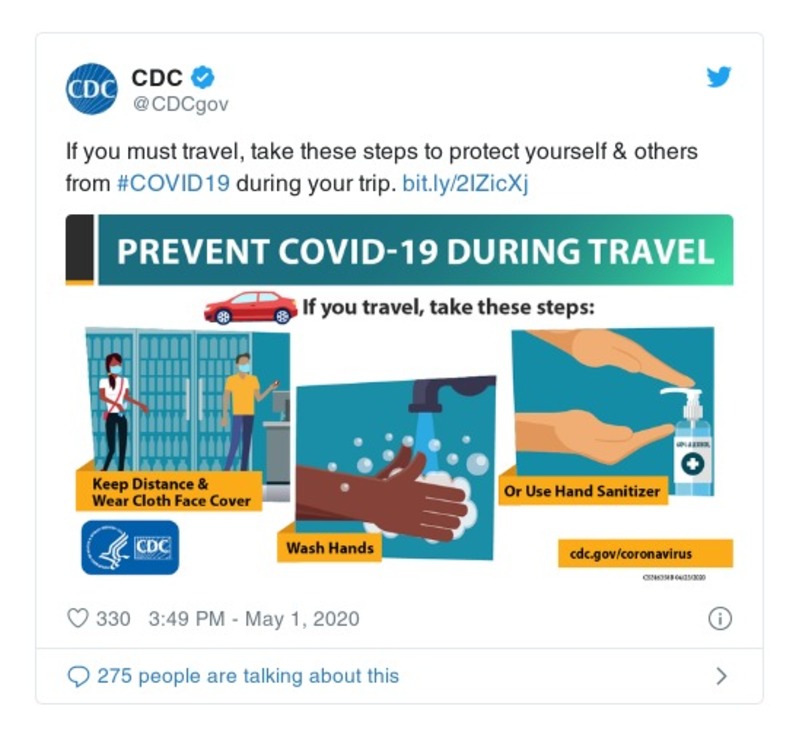 CDC
CDC
@CDCgov
If you must travel, take these steps to protect yourself & others
from #COVID19 during your trip. bit.ly/2IZicXj
PREVENT COVID-19 DURING TRAVEL
If you travel, take these steps:
Keep Distance &
Wear Cloth Face Cover
Wash Hands
Or Use Hand Sanitizer
CDC
cdc.gov/coronavirus
330 3:49 PM - May 1, 2020
275 people are talking about this